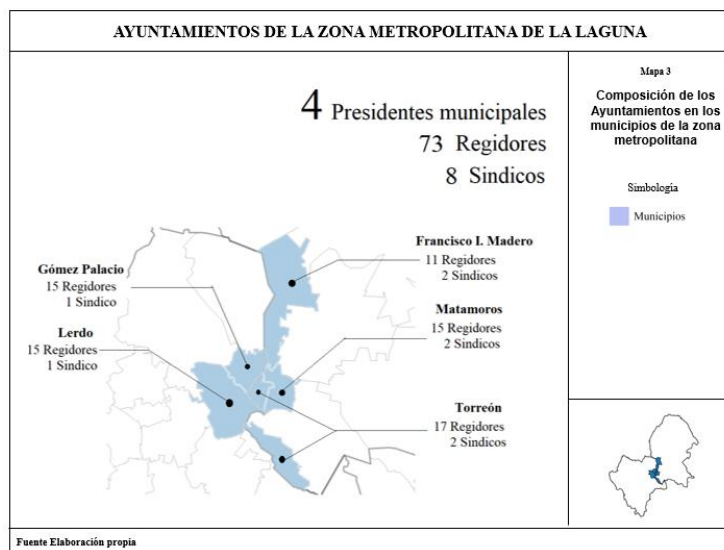 AYUNTAMIENTOS DE LA ZONA METROPOLITANA DE LA LAGUNA
4 Presidentes municipales
73 Regidores
8 Sindicos
Francisco I. Madero
11 Regidores
2 Sindicos
Gómez Palacio
15 Regidores
1 Sindico
Matamoros
15 Regidores
2 Sindicos
Lerdo
15 Regidores
1 Sindico
Torreón
17 Regidores
2 Sindicos
Mapa 3
Composición de los
Ayuntamientos en los
municipios de la zona
metropolitana
Simbología
Municipios
Fuente Elaboración propia